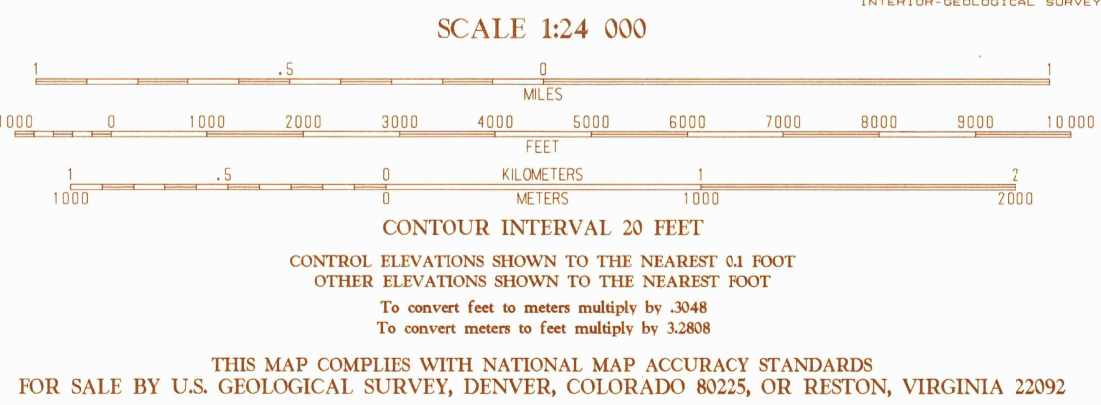 INTERIOR-GEOLOGICAL SURVEY
SCALE 1:24 000
1 .5 0 1
MILES
1000 0 1000 2000 3000 4000 5000 6000 7000 8000 9000 10 000
FEET
1 .5 0 KILOMETERS 1 2
1000 0 METERS 1000 2000
CONTOUR INTERVAL 20 FEET
CONTROL ELEVATIONS SHOWN TO THE NEAREST 0.1 FOOT
OTHER ELEVATIONS SHOWN TO THE NEAREST FOOT
To convert feet to meters multiply by .3048
To convert meters to feet multiply by 3.2808
THIS MAP COMPLIES WITH NATIONAL MAP ACCURACY STANDARDS
FOR SALE BY U.S. GEOLOGICAL SURVEY, DENVER, COLORADO 80225, OR RESTON, VIRGINIA 22092